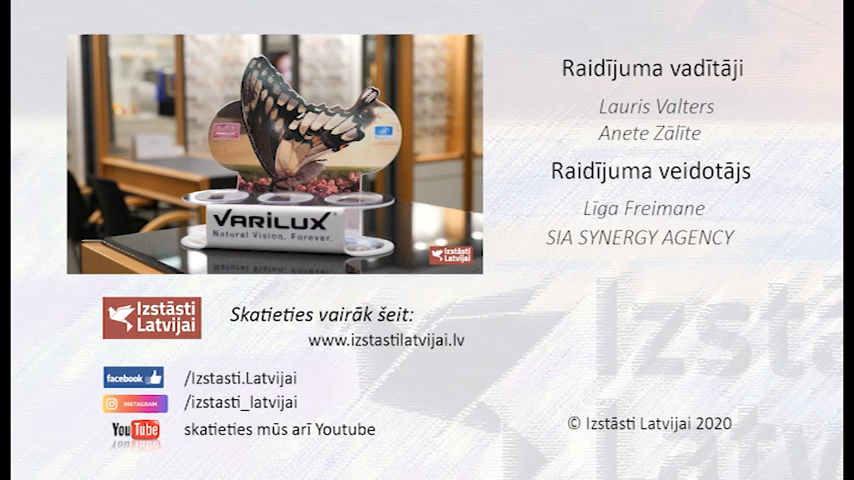 VARILUX
Natural Vision. Forever.
Izstāsti
Latvijai
Raidījuma vadītāji
Lauris Valters
Anete Zālīte
Raidījuma veidotājs
Līga Freimane
SIA SYNERGY AGENCY
Izstāsti
Latvijai
Skatieties vairāk šeit:
www.izstastilatvijai.lv
facebook
/Izstasti.Latvijai
INSTAGRAM
/izstasti_latvijai
YouTube
skatieties mūs arī Youtube
© Izstāsti Latvijai 2020
Izstā
Latv